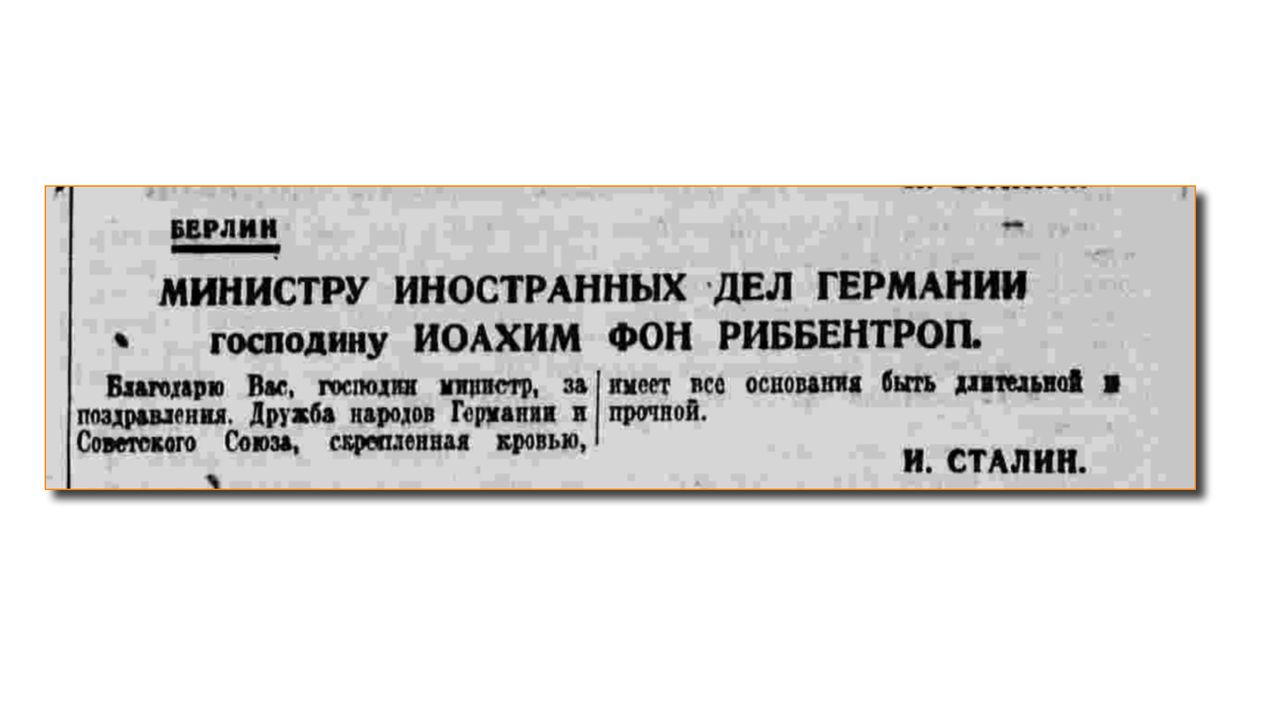 БЕРЛИН
МИНИСТРУ ИНОСТРАННЫХ ДЕЛ ГЕРМАНИИ
господину ИОАХИМ ФОН РИББЕНТРОП.
Благодарю Вас, господин министр, за
поздравления. Дружба народов Германии и
Советского Союза, скрепленная кровью,
имеет все основания быть длительной и
прочной.
И. СТАЛИН.